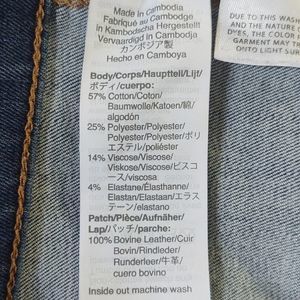 Made in Cambodia
Fabriqué au Cambodge
in Kambodscha Hergestellt
Vervaardigd in Cambodja
カンボジア製
Hecho en Camboya
Body/Corps/Hauptteil/Lijf/
ボディ/cuerpo:
57% Cotton/Coton/
Baumwolle/Katoen/綿/
algodón
25% Polyester/Polyester/
Polyester/Polyester/ポリ
エステル/poliéster
14% Viscose/Viscose/
Viskose/Viscose/ビスコ
ース/viscosa
4% Elastane/Élasthanne/
Elastan/Elastaan/エラス
テーン/elastano
Patch/Pièce/Aufnäher/
Lap/パッチ/parche:
100% Bovine Leather/Cuir
Bovin/Rindleder/
Runderleer/牛革/
cuero bovino
Inside out machine wash
DUE TO THIS WAS
AND THE NATURE O
DYES, THE COLOR
GARMENT MAY TR
ONTO LIGHT SUR